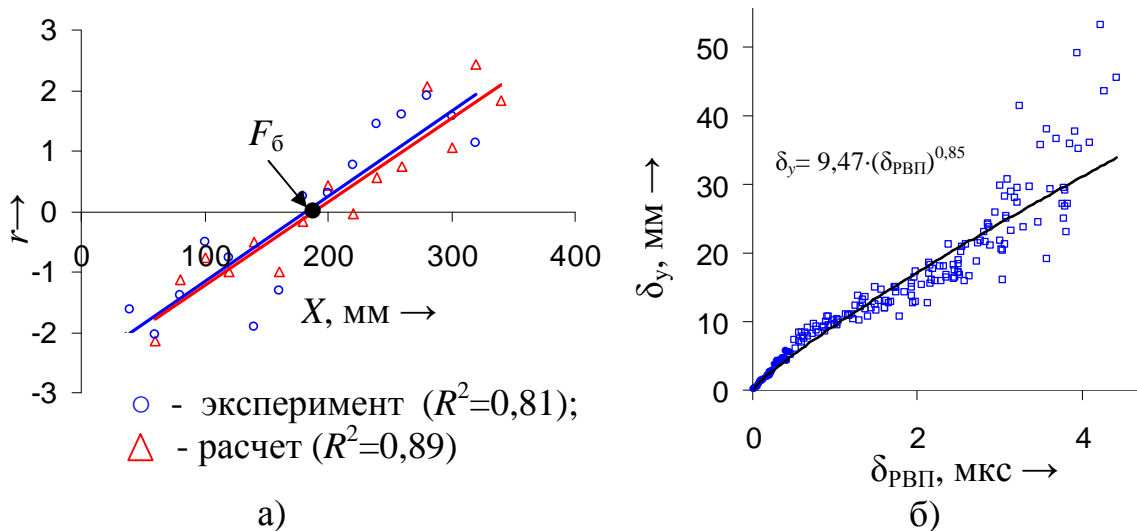 3
2
1
0
-1
-2
-3
r→
0
100
200
300
400
X, мм →
Fб
○ - эксперимент (R²=0,81);
△ - расчет (R²=0,89)
а)
50
40
30
20
10
0
δy, мм →
δy= 9,47·(δРВП)^0,85
0
2
4
δРВП, мкс →
б)